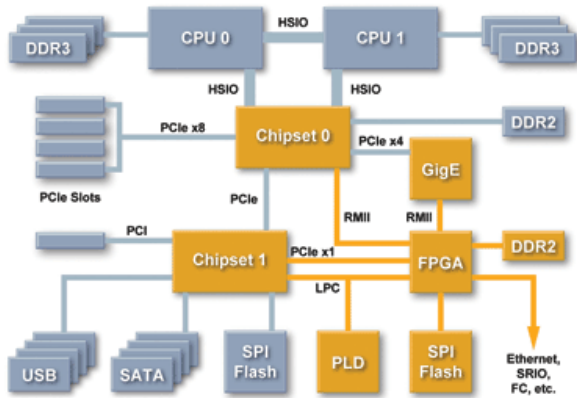 CPU 0
HSIO
CPU 1
DDR3
DDR3
HSIO
HSIO
PCIe x8
Chipset 0
DDR2
PCIe x4
GigE
PCIe Slots
PCIe
RMII
RMII
PCI
Chipset 1
PCIe x1
FPGA
DDR2
LPC
USB
SATA
SPI
Flash
PLD
SPI
Flash
Ethernet,
SRIO,
FC, etc.